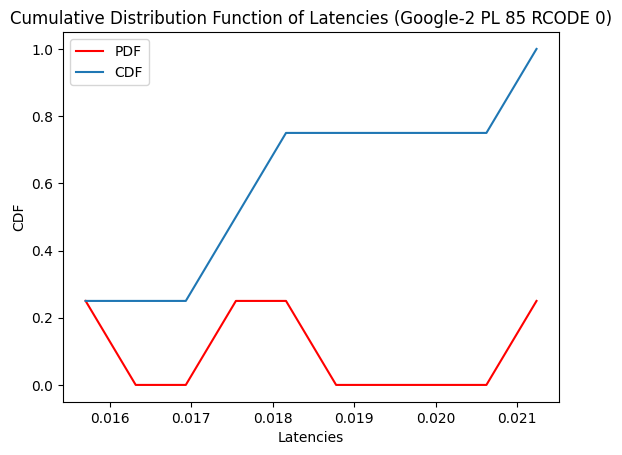 Cumulative Distribution Function of Latencies (Google-2 PL 85 RCODE 0)
PDF
CDF
1.0
0.8
0.6
0.4
0.2
0.0
CDF
0.016
0.017
0.018
0.019
0.020
0.021
Latencies